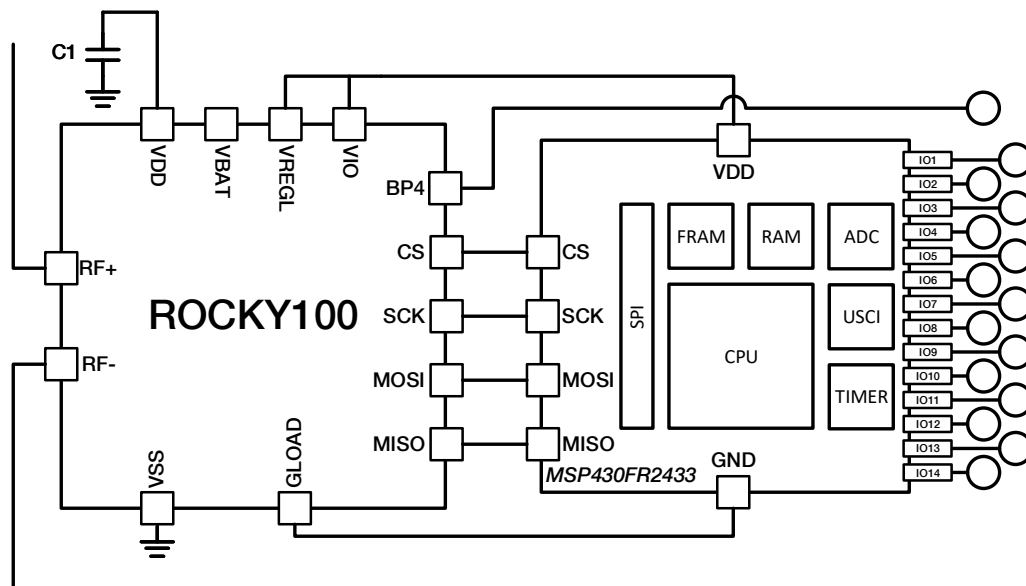 C1
VDD
VBAT
VREGL
VIO
BP4
CS
SCK
MOSI
MISO
RF+
RF-
ROCKY100
VSS
GLOAD
VDD
CS
SCK
MOSI
MISO
SPI
FRAM
RAM
ADC
CPU
USCI
TIMER
GND
MSP430FR2433
IO1
IO2
IO3
IO4
IO5
IO6
IO7
IO8
IO9
IO10
IO11
IO12
IO13
IO14